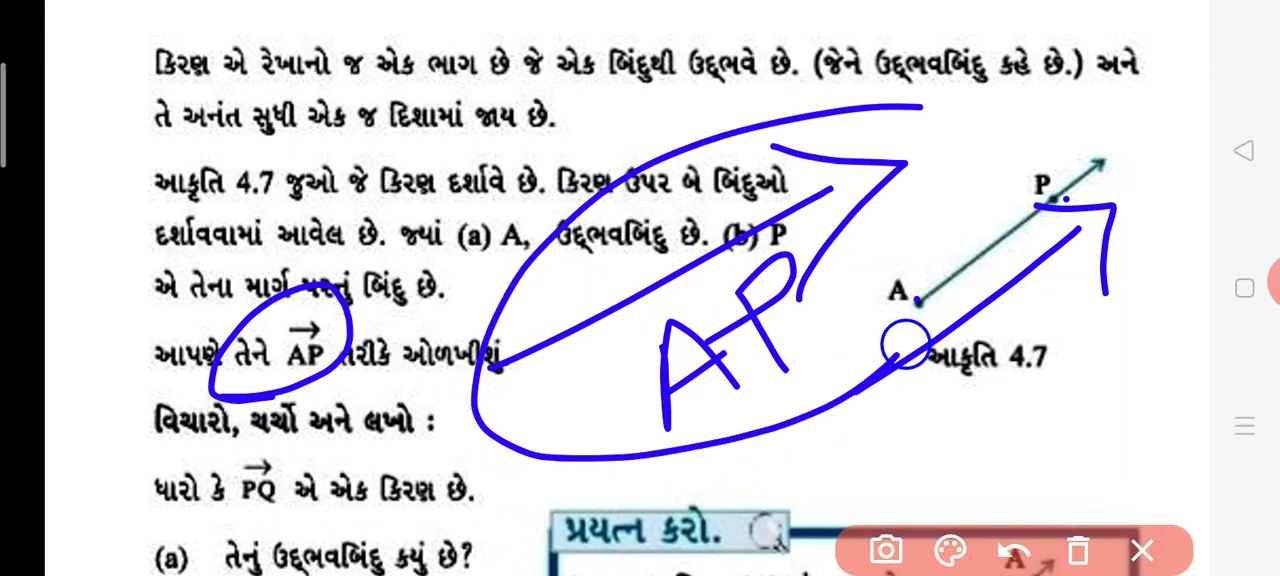 કિરણ એ રેખાનો જ એક ભાગ છે જે એક બિંદુથી ઉદ્ભવે છે. (જેને ઉદ્ભવબિંદુ કહે છે.) અને
તે અનંત સુધી એક જ દિશામાં જાય છે.
આકૃતિ 4.7 જુઓ જે કિરણ દર્શાવે છે. કિરણ ઉપર બે બિંદુઓ
દર્શાવવામાં આવેલ છે. જ્યાં (a) A, ઉદ્ભવબિંદુ છે. (b) P
એ તેના માર્ગ પરનું બિંદુ છે.
આપણે તેને AP તરીકે ઓળખીશું
P
A
AP
આકૃતિ 4.7
વિચારો, ચર્ચો અને લખો :
ધારો કે PQ એ એક કિરણ છે.
(a) તેનું ઉદ્ભવબિંદુ કયું છે?
પ્રયત્ન કરો.
A